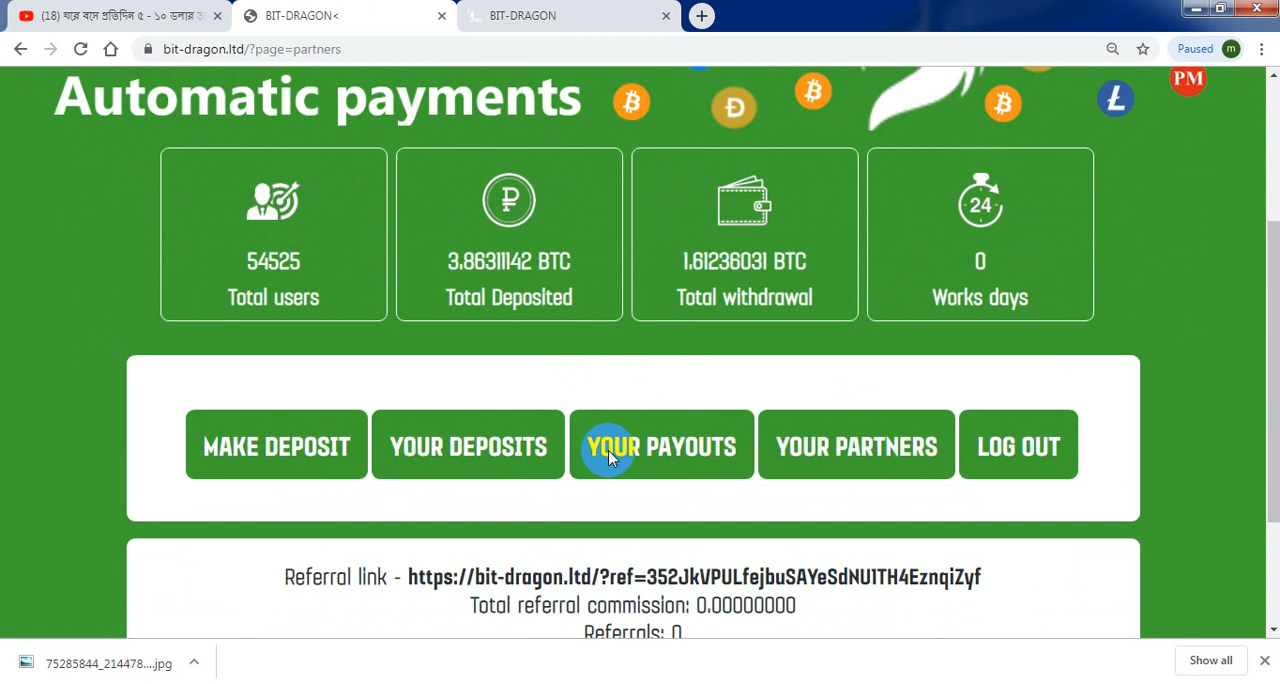 (18) ঘরে বসে প্রতিদিন ৫ - ১০ ডলার
BIT-DRAGON<
BIT-DRAGON
bit-dragon.ltd/?page=partners
Paused
m
Automatic payments
PM
24
54525
3.86311142 BTC
1.61236031 BTC
0
Total users
Total Deposited
Total withdrawal
Works days
MAKE DEPOSIT
YOUR DEPOSITS
YOUR PAYOUTS
YOUR PARTNERS
LOG OUT
Referral link - https://bit-dragon.ltd/?ref=352JkVPULfejbuSAYeSdNU1TH4EznqiZyf
Total referral commission: 0.00000000
Referrals: 0
75285844_214478....jpg
Show all